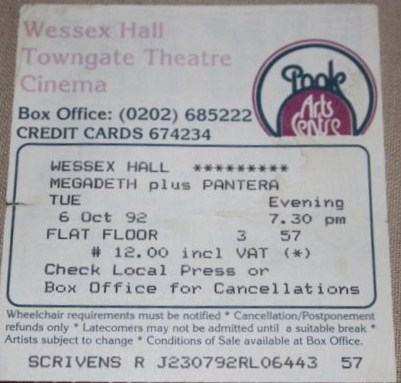 Wessex Hall
Towngate Theatre
Cinema
Poole
Arts
Centre
Box Office: (0202) 685222
CREDIT CARDS 674234
WESSEX HALL *********
MEGADETH plus PANTERA
TUE Evening
6 Oct 92 7.30 pm
FLAT FLOOR 3 57
# 12.00 incl VAT (*)
Check Local Press or
Box Office for Cancellations
Wheelchair requirements must be notified * Cancellation/Postponement
refunds only * Latecomers may not be admitted until a suitable break *
Artists subject to change * Conditions of Sale available at Box Office.
SCRIVENS R J230792RL06443 57